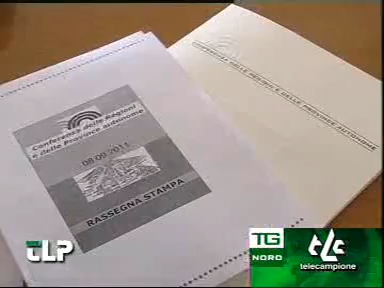 Conferenza delle Regioni
e delle Province autonome
08.09.2011
RASSEGNA STAMPA
CONFERENZA DELLE REGIONI E DELLE PROVINCE AUTONOME
TLP
TG
NORD
tlc
telecampione